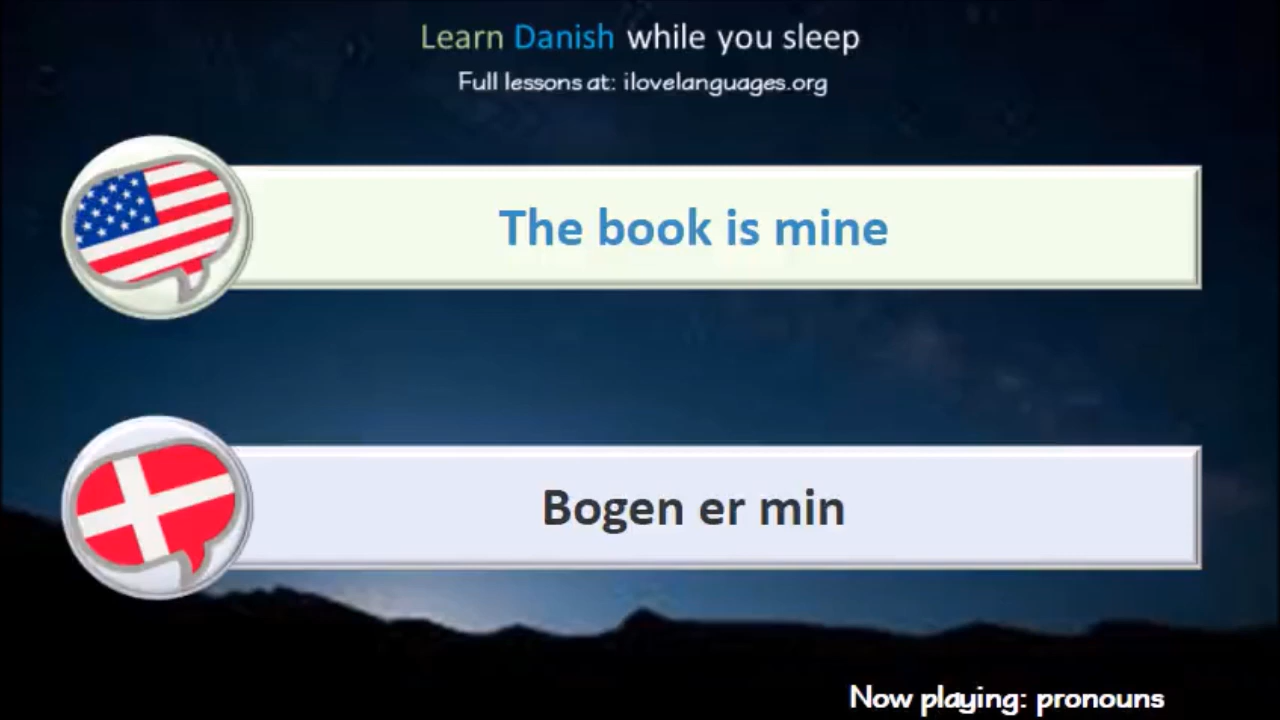 Learn Danish while you sleep
Full lessons at: ilovelanguages.org
The book is mine
Bogen er min
Now playing: pronouns